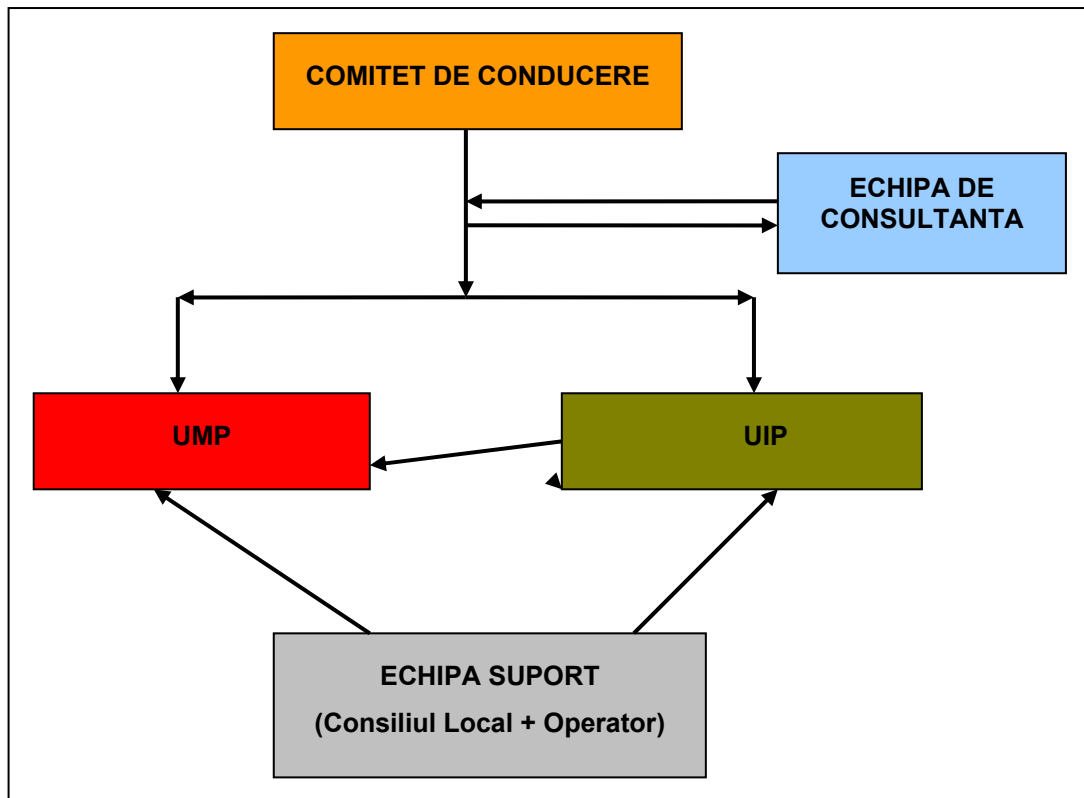 COMITET DE CONDUCERE
ECHIPA DE
CONSULTANTA
UMP
UIP
ECHIPA SUPORT
(Consiliul Local + Operator)